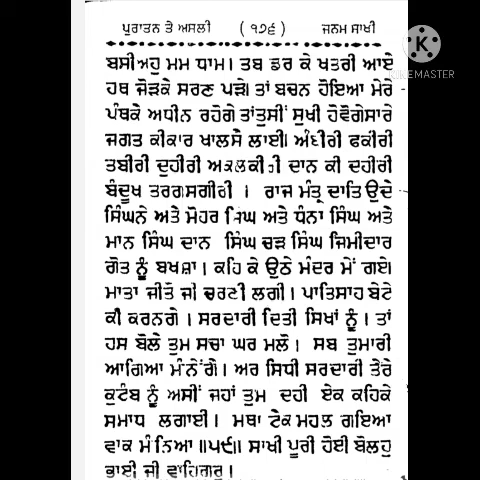 ਪੁਰਾਤਨ ਤੇ ਅਸਲੀ ( ੧੭੬ ) ਜਨਮ ਸਾਖੀ
KINEMASTER
ਬਸੀਅਹੁ ਮਮ ਧਾਮ। ਤਬ ਡਰ ਕੇ ਖਤਰੀ ਆਏ
ਹਥ ਜੋੜਕੇ ਸਰਣ ਪੜੇ। ਤਾਂ ਬਚਨ ਹੋਇਆ ਮੇਰੇ
ਪੰਥਕੇ ਅਧੀਨ ਰਹੋਗੇ ਤਾਂਤੁਸੀਂ ਸੁਖੀ ਹੋਵੋਗੇਸਾਰੇ
ਜਗਤ ਕੀਕਾਰ ਖਾਲਸੇ ਲਾਈ। ਅੰਧੀਰੀ ਫਕੀਰੀ
ਤਬੀਰੀ ਦੁਹੀਰੀ ਅਕਲਕੀਹੀ ਦਾਨ ਕੀ ਦਹੀਰੀ
ਬੰਦੂਖ ਤਰਗਸਗੀਰੀ । ਰਾਜ ਮੰਤ੍ਰ ਦਾਤਿ ਉਦੇ
ਸਿੰਘਨੇ ਅਤੇ ਮੋਹਰ ਸਿੰਘ ਅਤੇ ਧੰਨਾ ਸਿੰਘ ਅਤੇ
ਮਾਨ ਸਿੰਘ ਦਾਨ ਸਿੰਘ ਚੜ ਸਿੰਘ ਜਿਮੀਦਾਰ
ਗੋਤ ਨੂੰ ਬਖਸ਼ਾ। ਕਹਿ ਕੇ ਉਠੇ ਮੰਦਰ ਮੇਂ ਗਏ।
ਮਾਤਾ ਜੀਤੋ ਜੀ ਚਰਣੀ ਲਗੀ। ਪਾਤਿਸਾਹ ਬੇਟੇ
ਕੀ ਕਰਨਗੇ । ਸਰਦਾਰੀ ਦਿਤੀ ਸਿਖਾਂ ਨੂੰ। ਤਾਂ
ਹਸ ਬੋਲੇ ਤੁਮ ਸਚਾ ਘਰ ਮਲੋ। ਸਬ ਤੁਮਾਰੀ
ਆਗਿਆ ਮੰਨੇਂਗੇ। ਅਰ ਸਿਧੀ ਸਰਦਾਰੀ ਤੈਰੇ
ਕੁਟੰਬ ਨੂੰ ਅਸੀਂ ਜਹਾਂ ਤੁਮ ਦਹੀ ਏਕ ਕਹਿਕੇ
ਸਮਾਧ ਲਗਾਈ। ਮਥਾ ਟੇਕ ਮਹਲ ਗਇਆ
ਵਾਕ ਮੰਨਿਆ ॥੫੯॥ ਸਾਖੀ ਪੂਰੀ ਹੋਈ ਬੋਲਹੁ
ਭਾਈ ਜੀ ਵਾਹਿਗੁਰੂ।